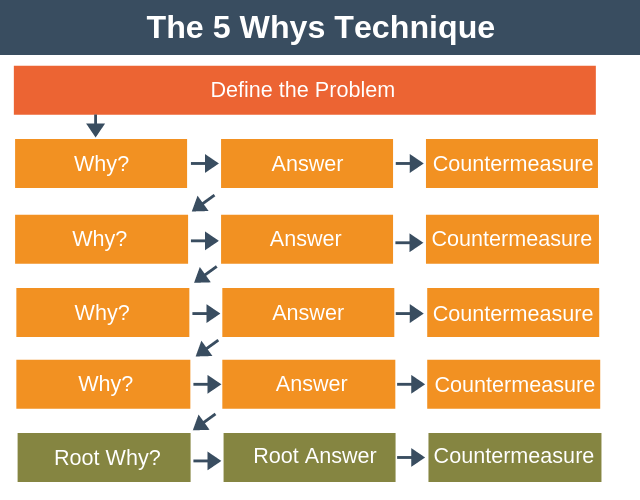 The 5 Whys Technique
Define the Problem
Why? Answer Countermeasure
Why? Answer Countermeasure
Why? Answer Countermeasure
Why? Answer Countermeasure
Root Why? Root Answer Countermeasure